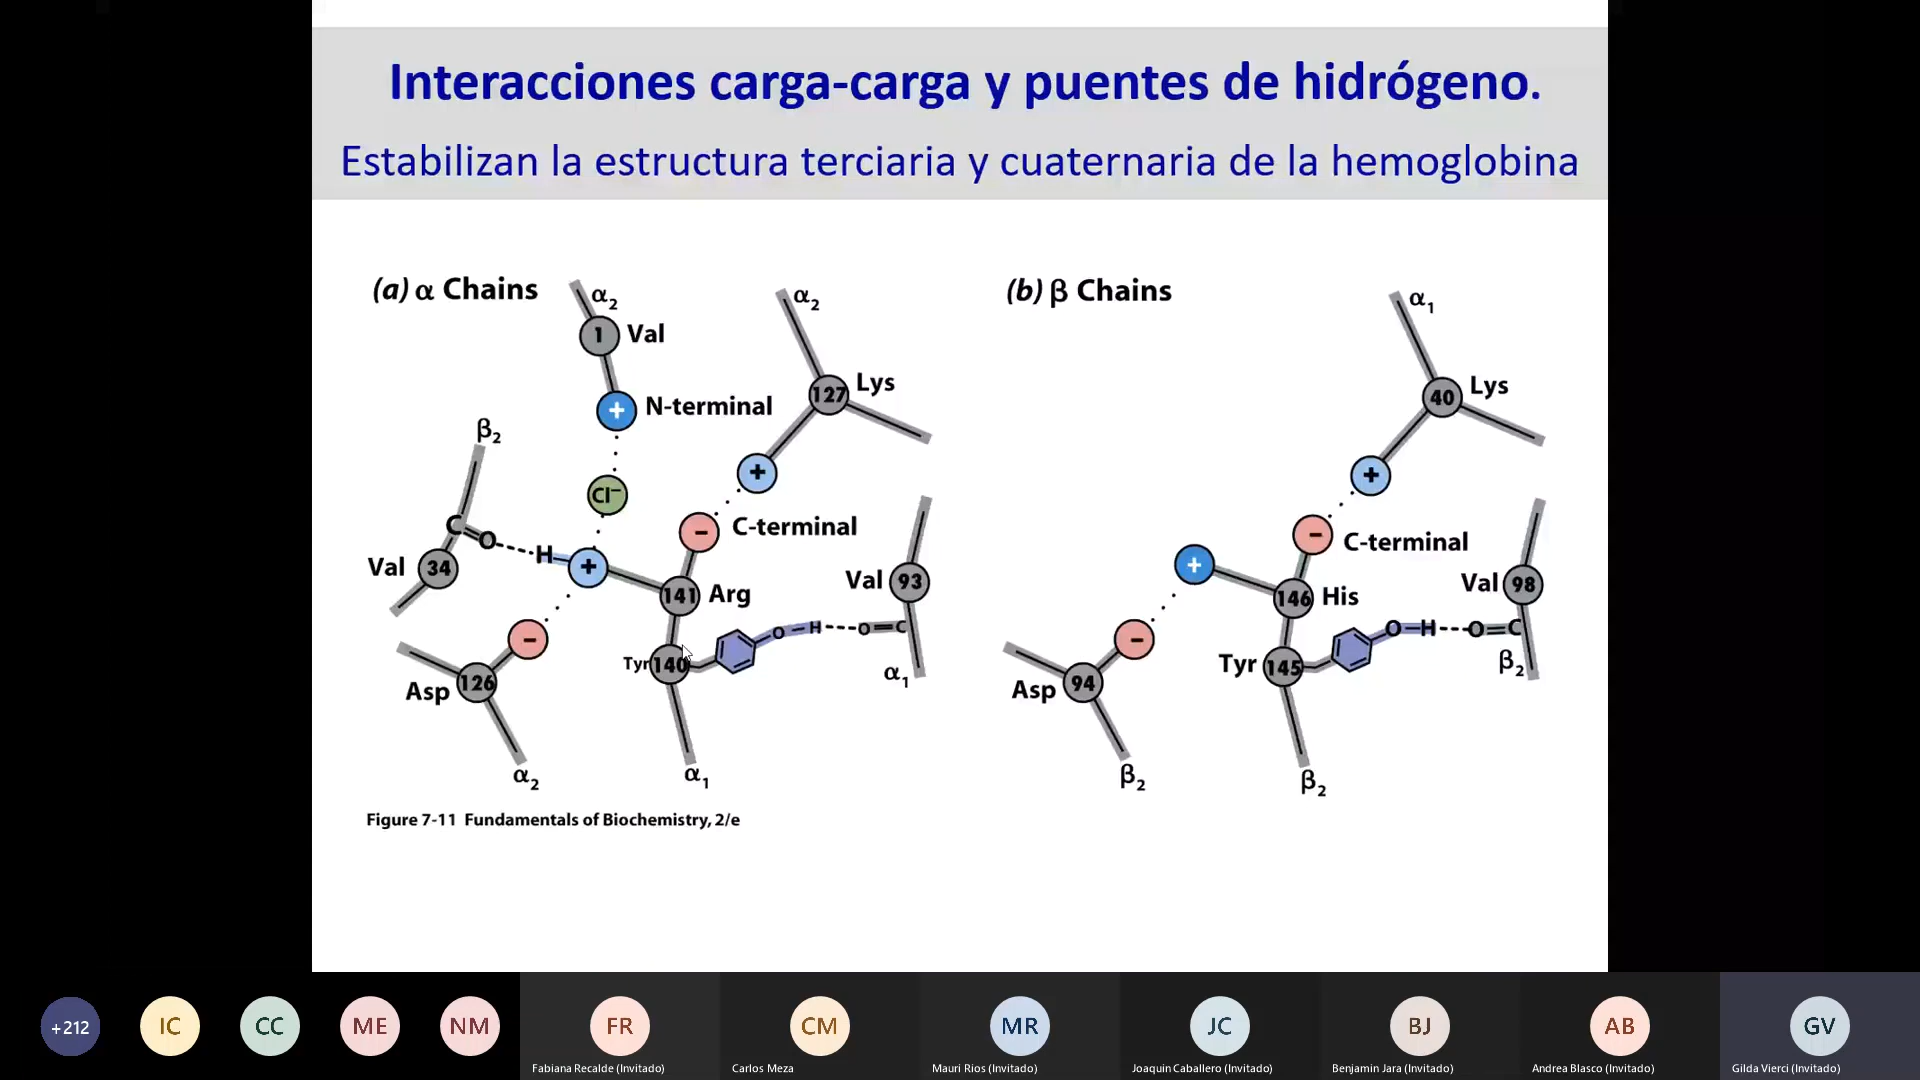 Interacciones carga-carga y puentes de hidrógeno.
Estabilizan la estructura terciaria y cuaternaria de la hemoglobina
(a) α Chains
α2
1 Val
+ N-terminal
Cl−
α2
127 Lys
+
− C-terminal
β2
C
O
H
+
Val 34
141 Arg
Val 93
−
Asp 126
Tyr 140
O H O C
α1
α2
α1
(b) β Chains
α1
40 Lys
+
− C-terminal
+
146 His
Val 98
−
Asp 94
Tyr 145
O H O C
β2
β2
β2
Figure 7-11 Fundamentals of Biochemistry, 2/e
+212
IC
CC
ME
NM
FR
CM
MR
JC
BJ
AB
GV
Fabiana Recalde (Invitado)
Carlos Meza
Mauri Rios (Invitado)
Joaquin Caballero (Invitado)
Benjamin Jara (Invitado)
Andrea Blasco (Invitado)
Gilda Vierci (Invitado)